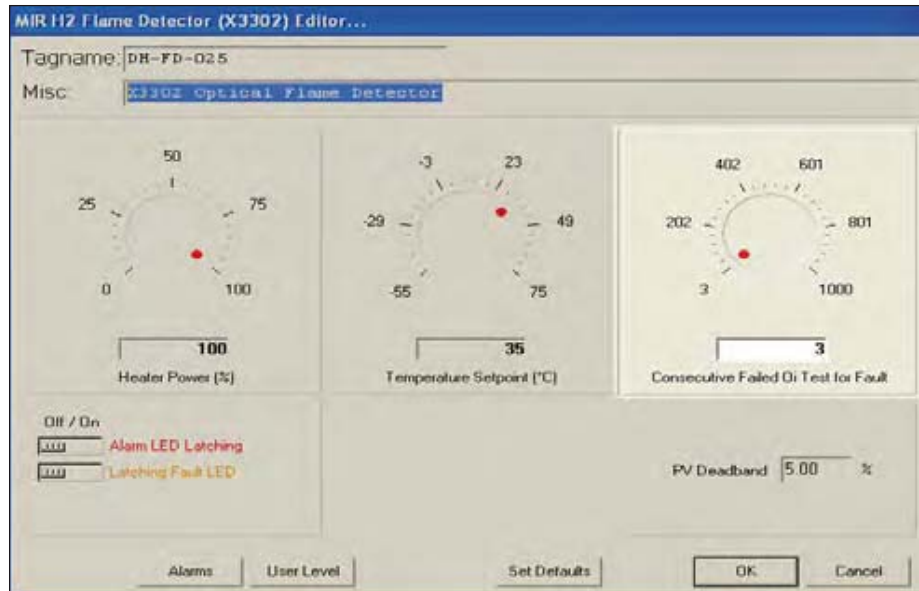 MIR H2 Flame Detector (X3302) Editor...
Tagname: DM-FD-025
Misc: X3302 Optical Flame Detector
50
25 75
0 100
100
Heater Power (%)
-3 23
-29 49
-55 75
35
Temperature Setpoint (°C)
402 601
202 801
3 1000
3
Consecutive Failed Oi Test for Fault
Off / On
Alarm LED Latching
Latching Fault LED
PV Deadband 5.00 %
Alarms User Level Set Defaults OK Cancel